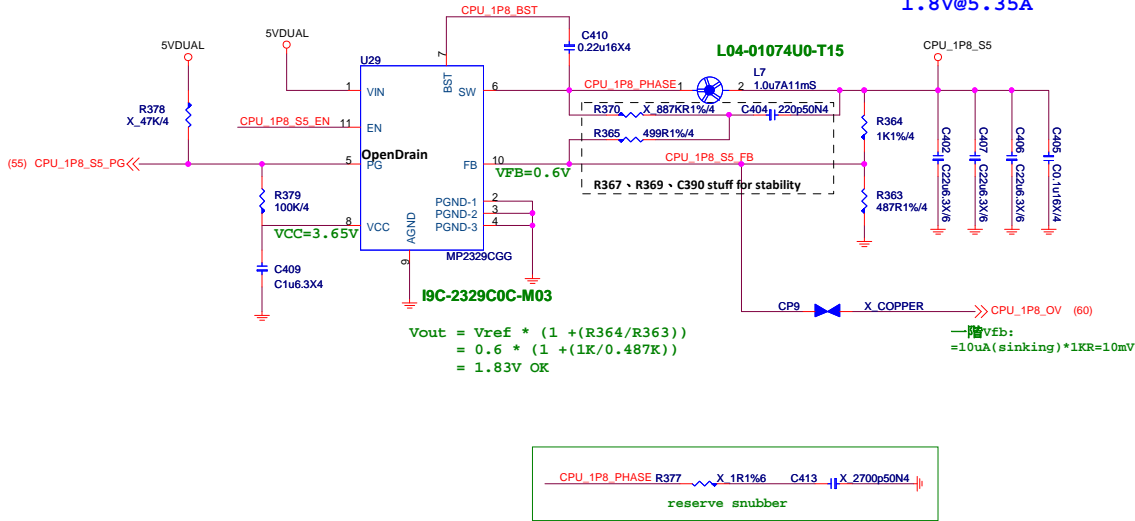 1.8V@5.35A
CPU_1P8_BST
C410
0.22u16X4
L04-01074U0-T15
CPU_1P8_S5
5VDUAL
5VDUAL
U29
7
BST
L7
1.0u7A11mS
R378
X_47K/4
1
VIN
SW
6
CPU_1P8_PHASE
1
2
R370
X_887KR1%/4
C404
220p50N4
R364
1K1%/4
CPU_1P8_S5_EN
11
EN
R365
499R1%/4
C402
C22u6.3X/6
C407
C22u6.3X/6
C406
C22u6.3X/6
C405
C0.1u16X/4
OpenDrain
(55) CPU_1P8_S5_PG
5
PG
FB
10
CPU_1P8_S5_FB
VFB=0.6V
R367、R369、C390 stuff for stability
R379
100K/4
R363
487R1%/4
PGND-1
2
PGND-2
3
PGND-3
4
8
VCC
VCC=3.65V
AGND
9
MP2329CGG
C409
C1u6.3X4
I9C-2329C0C-M03
CP9
X_COPPER
CPU_1P8_OV (60)
一階Vfb:
=10uA(sinking)*1KR=10mV
Vout = Vref * (1 +(R364/R363))
= 0.6 * (1 +(1K/0.487K))
= 1.83V OK
CPU_1P8_PHASE
R377
X_1R1%6
C413
X_2700p50N4
reserve snubber